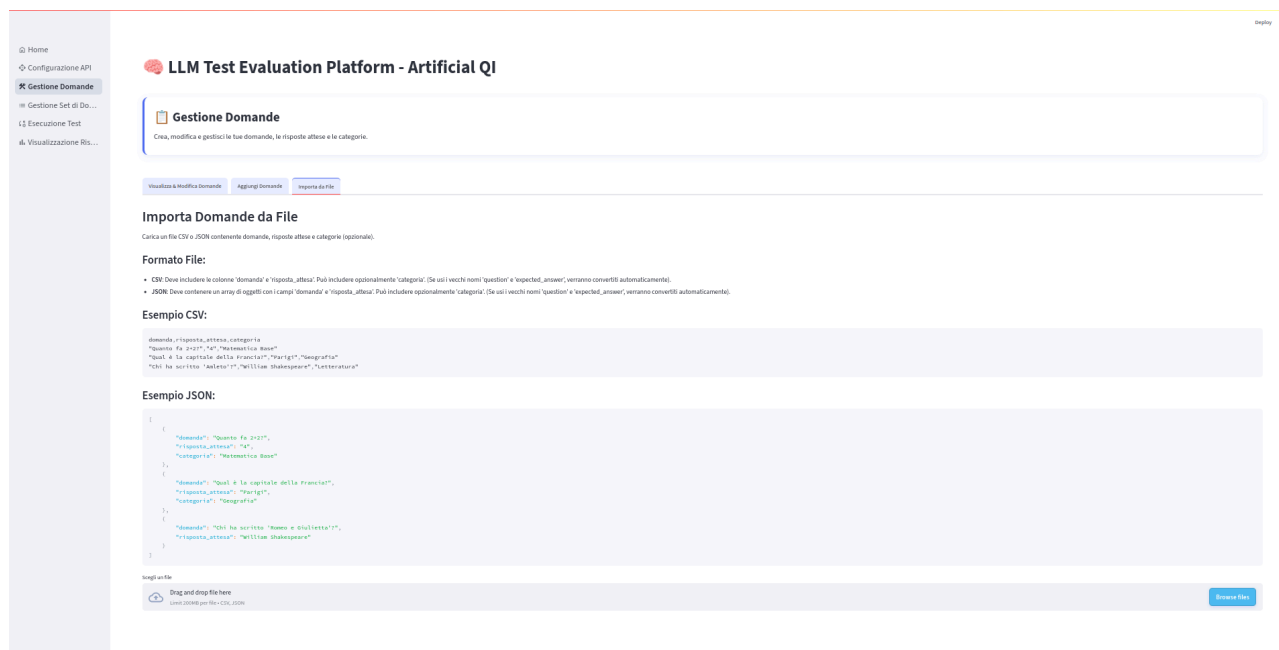 Deploy
Home
Configurazione API
Gestione Domande
Gestione Set di Do...
Esecuzione Test
Visualizzazione Ris...
LLM Test Evaluation Platform - Artificial QI
Gestione Domande
Crea, modifica e gestisci le tue domande, le risposte attese e le categorie.
Visualizza & Modifica Domande
Aggiungi Domande
Importa da File
Importa Domande da File
Carica un file CSV o JSON contenente domande, risposte attese e categorie (opzionale).
Formato File:
• CSV: Deve includere le colonne 'domanda' e 'risposta_attesa'. Può includere opzionalmente 'categoria'. (Se usi i vecchi nomi 'question' e 'expected_answer', verranno convertiti automaticamente).
• JSON: Deve contenere un array di oggetti con i campi 'domanda' e 'risposta_attesa'. Può includere opzionalmente 'categoria'. (Se usi i vecchi nomi 'question' e 'expected_answer', verranno convertiti automaticamente).
Esempio CSV:
domanda,risposta_attesa,categoria
"Quanto fa 2+2?","4","Matematica Base"
"Qual è la capitale della Francia?","Parigi","Geografia"
"Chi ha scritto 'Amleto'?","William Shakespeare","Letteratura"
Esempio JSON:
[
{
"domanda": "Quanto fa 2+2?",
"risposta_attesa": "4",
"categoria": "Matematica Base"
},
{
"domanda": "Qual è la capitale della Francia?",
"risposta_attesa": "Parigi",
"categoria": "Geografia"
},
{
"domanda": "Chi ha scritto 'Romeo e Giulietta'?",
"risposta_attesa": "William Shakespeare"
}
]
Scegli un file
Drag and drop file here
Limit 200MB per file • CSV, JSON
Browse files